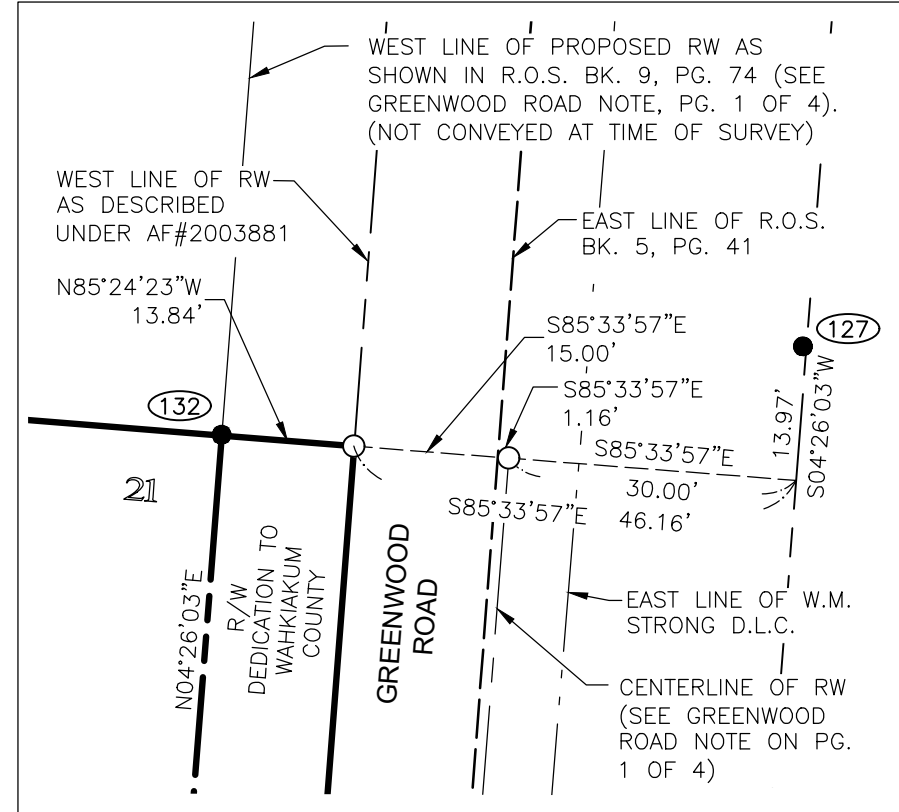 WEST LINE OF PROPOSED RW AS
SHOWN IN R.O.S. BK. 9, PG. 74 (SEE
GREENWOOD ROAD NOTE, PG. 1 OF 4).
(NOT CONVEYED AT TIME OF SURVEY)
WEST LINE OF RW
AS DESCRIBED
UNDER AF#2003881
EAST LINE OF R.O.S.
BK. 5, PG. 41
N85°24'23"W
13.84'
S85°33'57"E
15.00'
127
S85°33'57"E
1.16'
132
13.97'
S04°26'03"W
S85°33'57"E
30.00'
21
S85°33'57"E
46.16'
N04°26'03"E
R/W
DEDICATION TO
WAHKIAKUM
COUNTY
GREENWOOD
ROAD
EAST LINE OF W.M.
STRONG D.L.C.
CENTERLINE OF RW
(SEE GREENWOOD
ROAD NOTE ON PG.
1 OF 4)